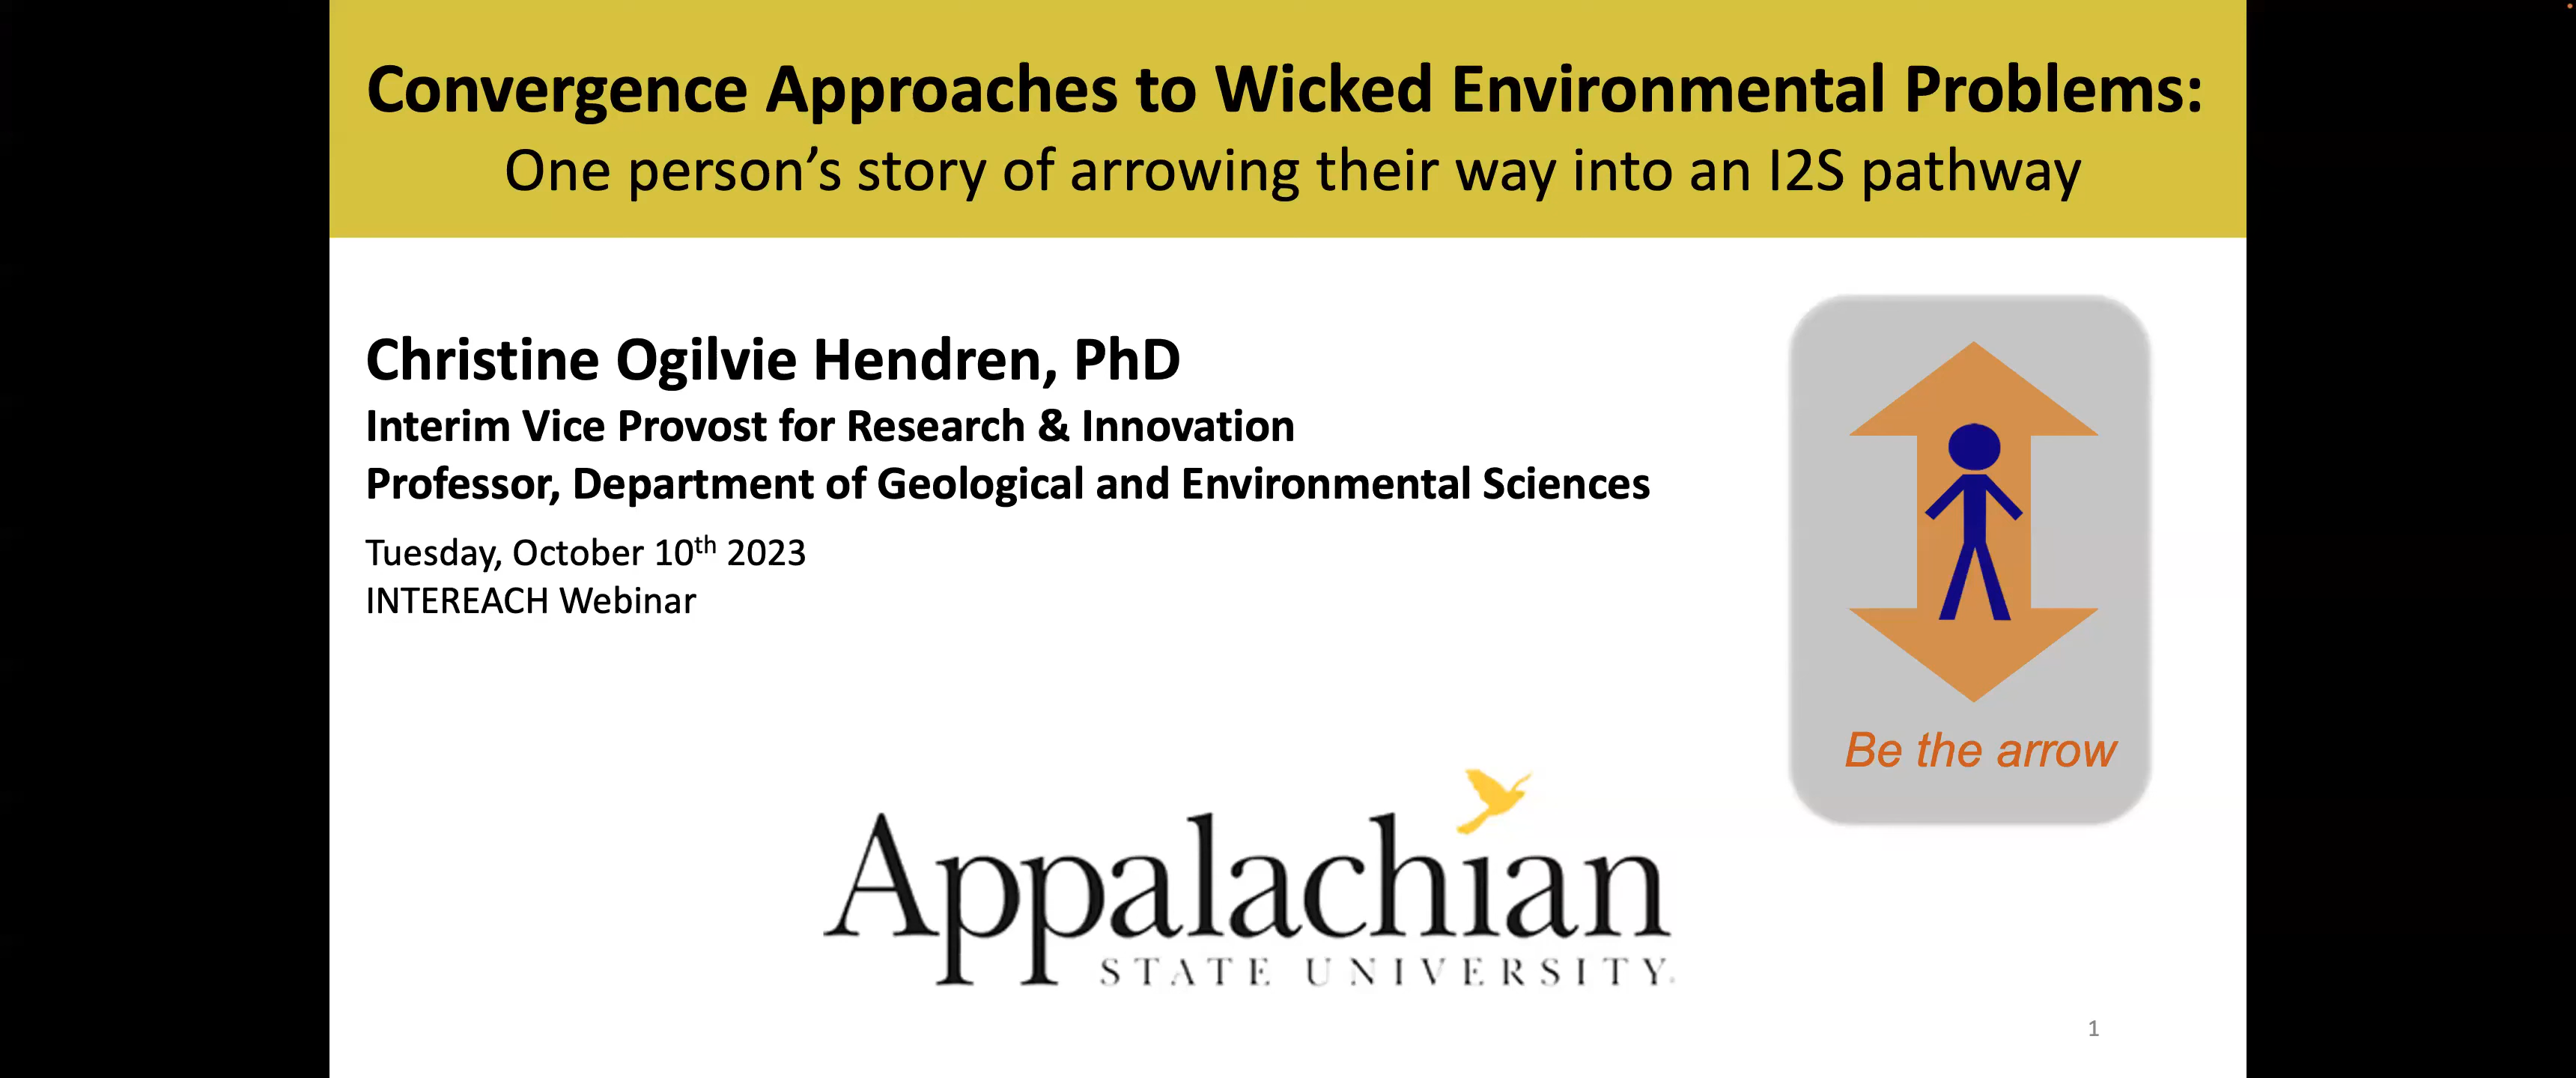 Convergence Approaches to Wicked Environmental Problems:
One person’s story of arrowing their way into an I2S pathway
Christine Ogilvie Hendren, PhD
Interim Vice Provost for Research & Innovation
Professor, Department of Geological and Environmental Sciences
Tuesday, October 10th 2023
INTEREACH Webinar
Be the arrow
Appalachian
STATE UNIVERSITY
1